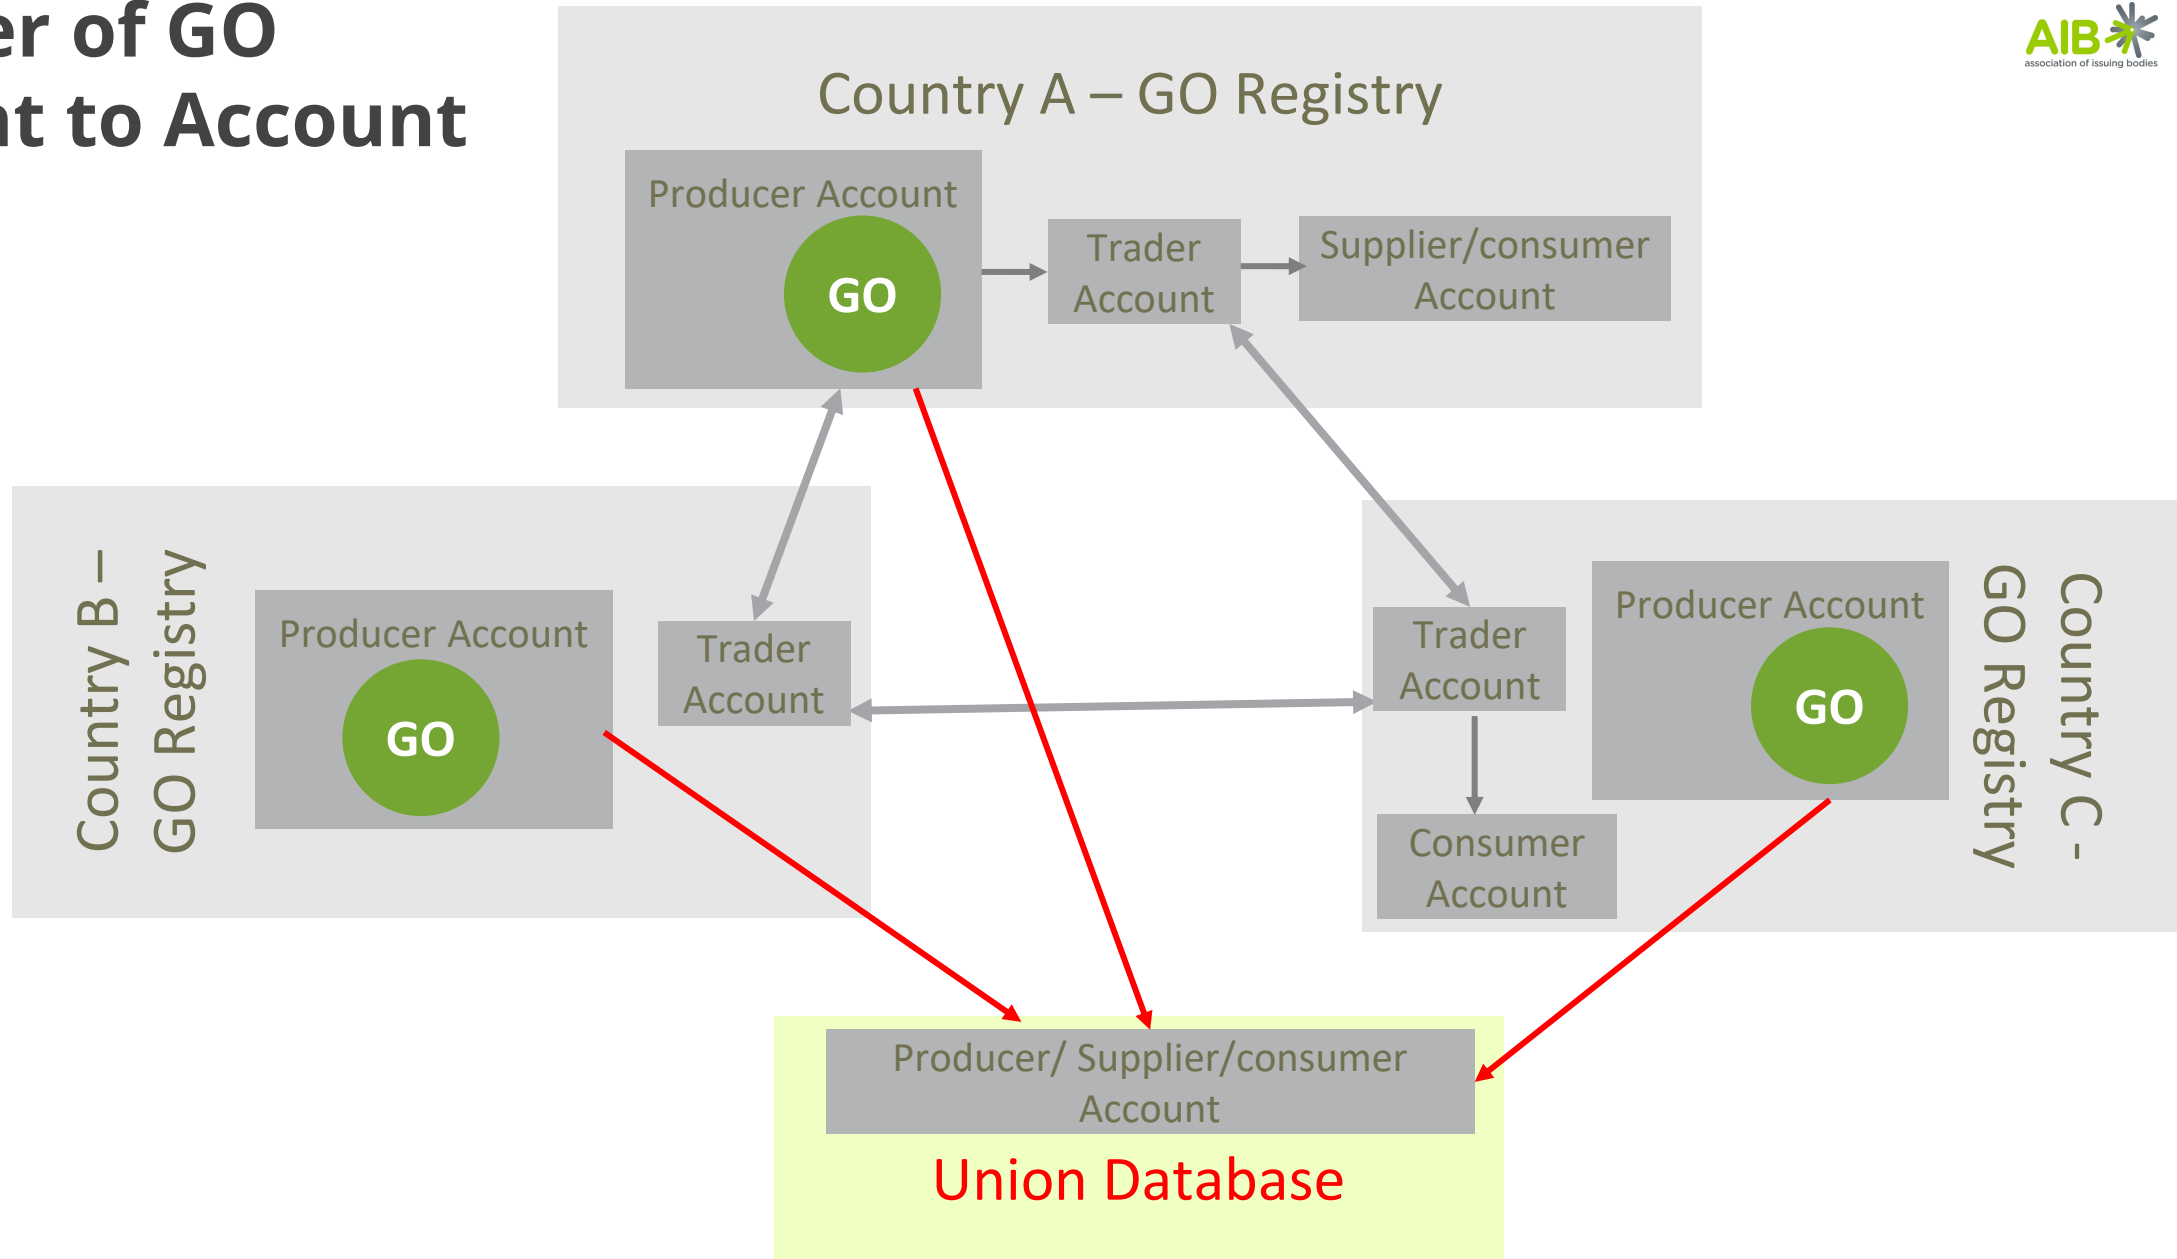 er of GO
nt to Account
AIB
association of issuing bodies
Country A – GO Registry
Producer Account
GO
Trader
Account
Supplier/consumer
Account
Country B –
GO Registry
Producer Account
GO
Trader
Account
Trader
Account
Consumer
Account
Producer Account
GO
Country C -
GO Registry
Producer/ Supplier/consumer
Account
Union Database